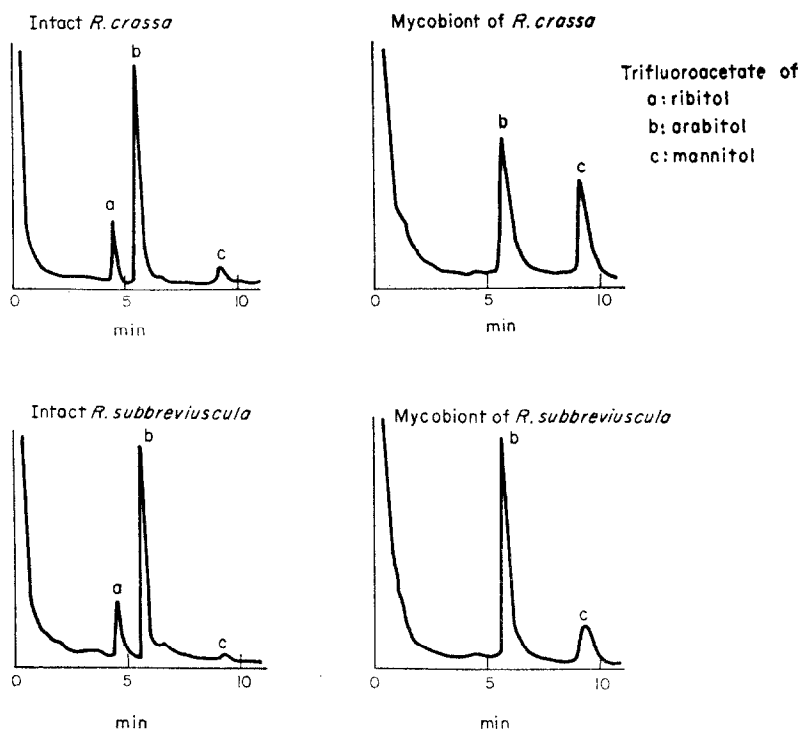 Intact R. crassa
b
a
c
0 5 10
min
Mycobiont of R. crassa
b
c
0 5 10
min
Trifluoroacetate of
a: ribitol
b: arabitol
c: mannitol
Intact R. subbreviuscula
b
a
c
0 5 10
min
Mycobiont of R. subbreviuscula
b
c
0 5 10
min